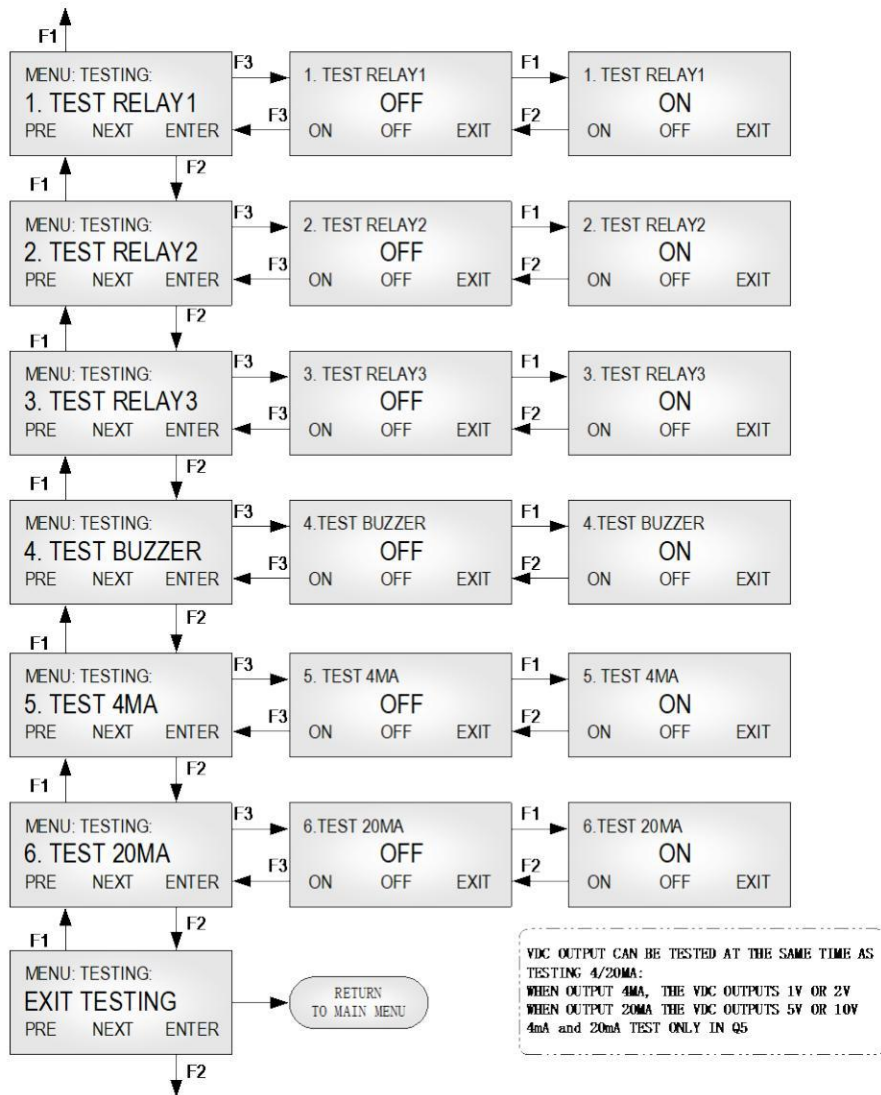 F1
MENU: TESTING:
1. TEST RELAY1
PRE NEXT ENTER
F3
F3
1. TEST RELAY1
OFF
ON OFF EXIT
F1
F2
1. TEST RELAY1
ON
ON OFF EXIT
F1
F2
MENU: TESTING:
2. TEST RELAY2
PRE NEXT ENTER
F3
F3
2. TEST RELAY2
OFF
ON OFF EXIT
F1
F2
2. TEST RELAY2
ON
ON OFF EXIT
F1
F2
MENU: TESTING:
3. TEST RELAY3
PRE NEXT ENTER
F3
F3
3. TEST RELAY3
OFF
ON OFF EXIT
F1
F2
3. TEST RELAY3
ON
ON OFF EXIT
F1
F2
MENU: TESTING:
4. TEST BUZZER
PRE NEXT ENTER
F3
F3
4.TEST BUZZER
OFF
ON OFF EXIT
F1
F2
4.TEST BUZZER
ON
ON OFF EXIT
F1
F2
MENU: TESTING:
5. TEST 4MA
PRE NEXT ENTER
F3
F3
5. TEST 4MA
OFF
ON OFF EXIT
F1
F2
5. TEST 4MA
ON
ON OFF EXIT
F1
F2
MENU: TESTING:
6. TEST 20MA
PRE NEXT ENTER
F3
F3
6.TEST 20MA
OFF
ON OFF EXIT
F1
F2
6.TEST 20MA
ON
ON OFF EXIT
F1
F2
MENU: TESTING:
EXIT TESTING
PRE NEXT ENTER
RETURN
TO MAIN MENU
F2
VDC OUTPUT CAN BE TESTED AT THE SAME TIME AS
TESTING 4/20MA:
WHEN OUTPUT 4MA, THE VDC OUTPUTS 1V OR 2V
WHEN OUTPUT 20MA THE VDC OUTPUTS 5V OR 10V
4mA and 20mA TEST ONLY IN Q5